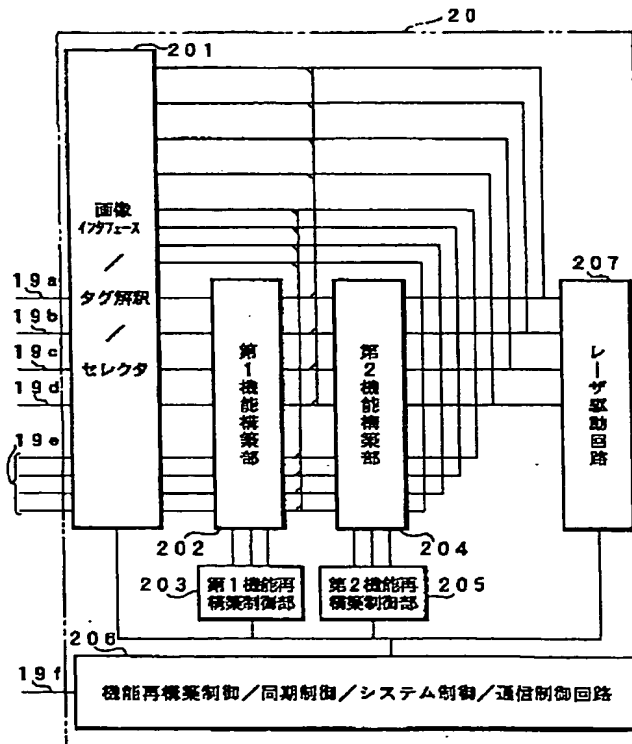 20
201
画像
インタフェース
/
タグ解釈
/
セレクタ
19a
19b
19c
19d
19e
第1機能構築部
第2機能構築部
207
レーザ駆動回路
202
204
203
第1機能再
構築制御部
第2機能再
構築制御部
205
206
19f
機能再構築制御/同期制御/システム制御/通信制御回路